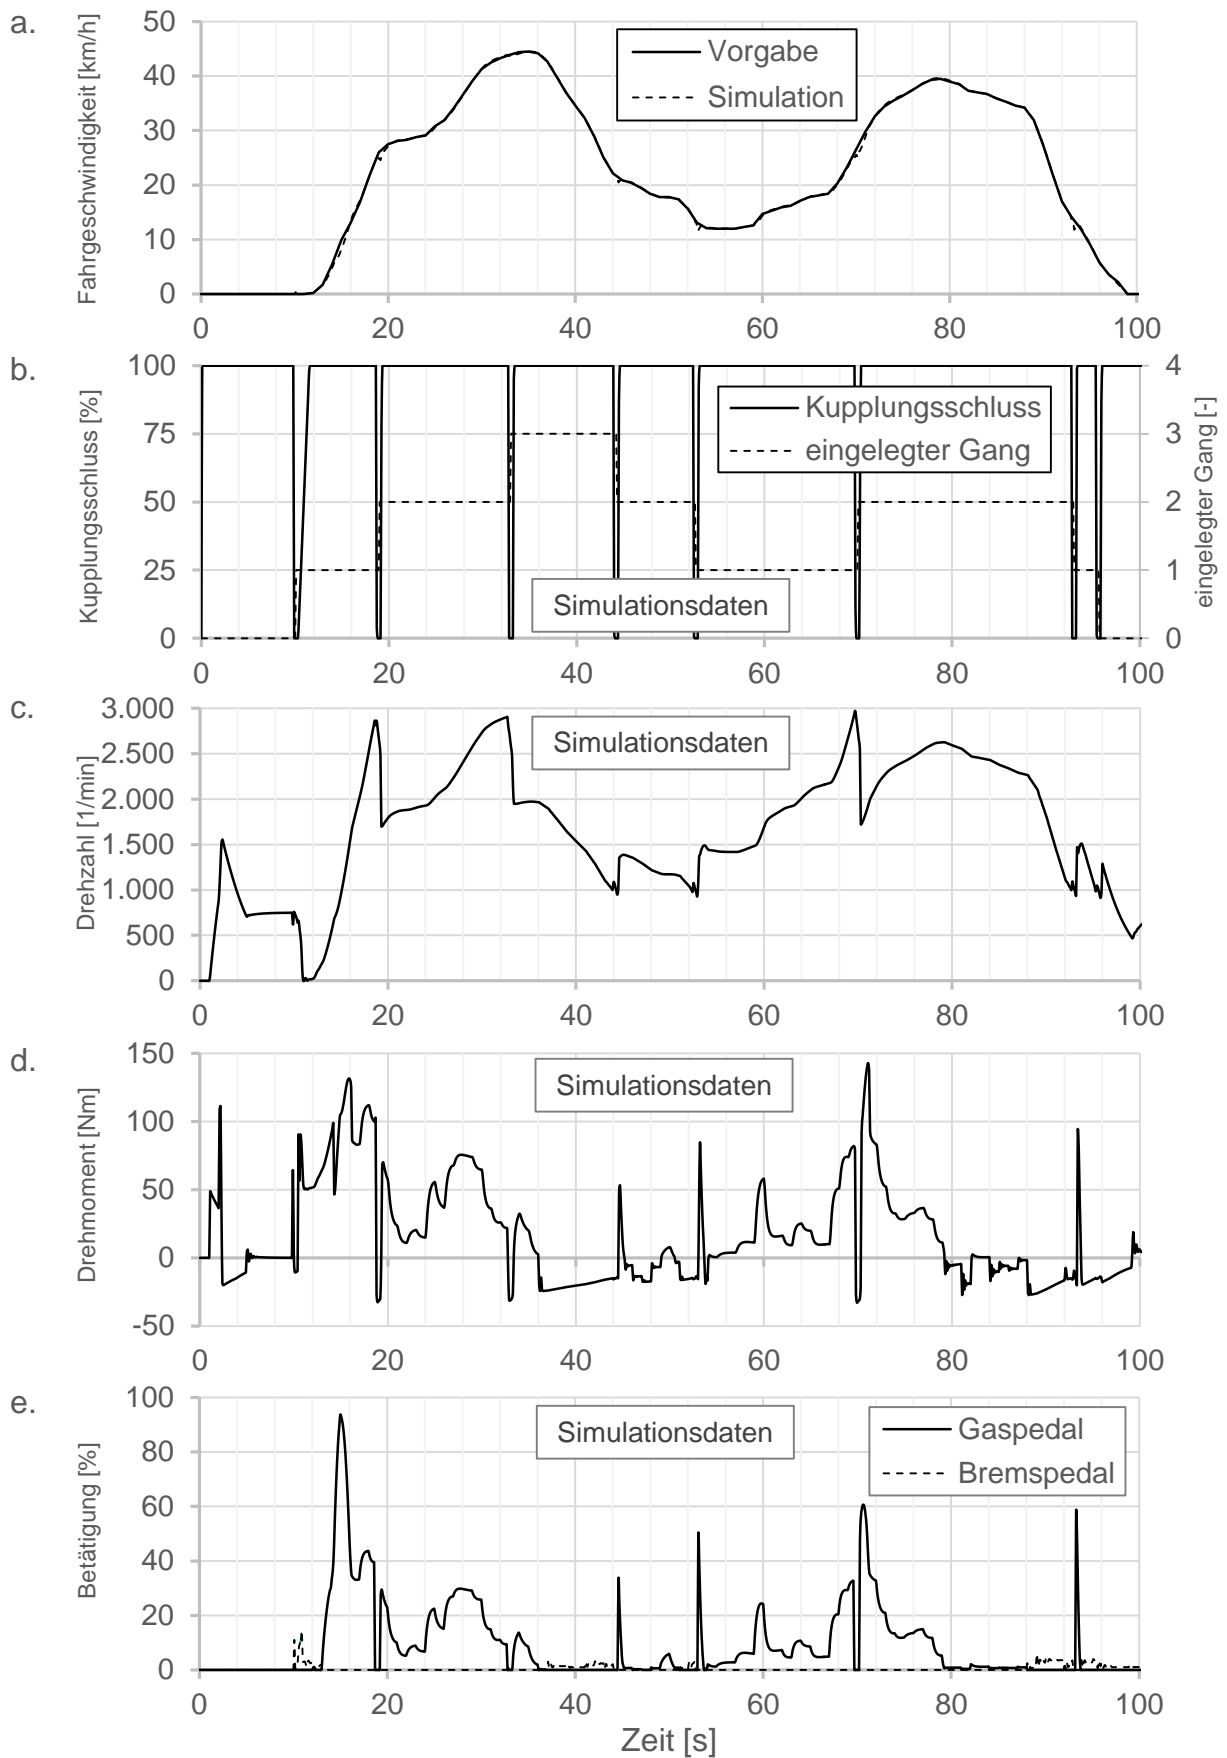 a.
Fahrgeschwindigkeit [km/h]
50
40
30
20
10
0
Vorgabe
Simulation
0 20 40 60 80 100
b.
Kupplungsschluss [%]
100
75
50
25
0
Kupplungsschluss
eingelegter Gang
Simulationsdaten
4
3
2
1
0
eingelegter Gang [-]
0 20 40 60 80 100
c.
Drehzahl [1/min]
3.000
2.500
2.000
1.500
1.000
500
0
Simulationsdaten
0 20 40 60 80 100
d.
Drehmoment [Nm]
150
100
50
0
-50
Simulationsdaten
0 20 40 60 80 100
e.
Betätigung [%]
100
80
60
40
20
0
Simulationsdaten
Gaspedal
Bremspedal
0 20 40 60 80 100
Zeit [s]